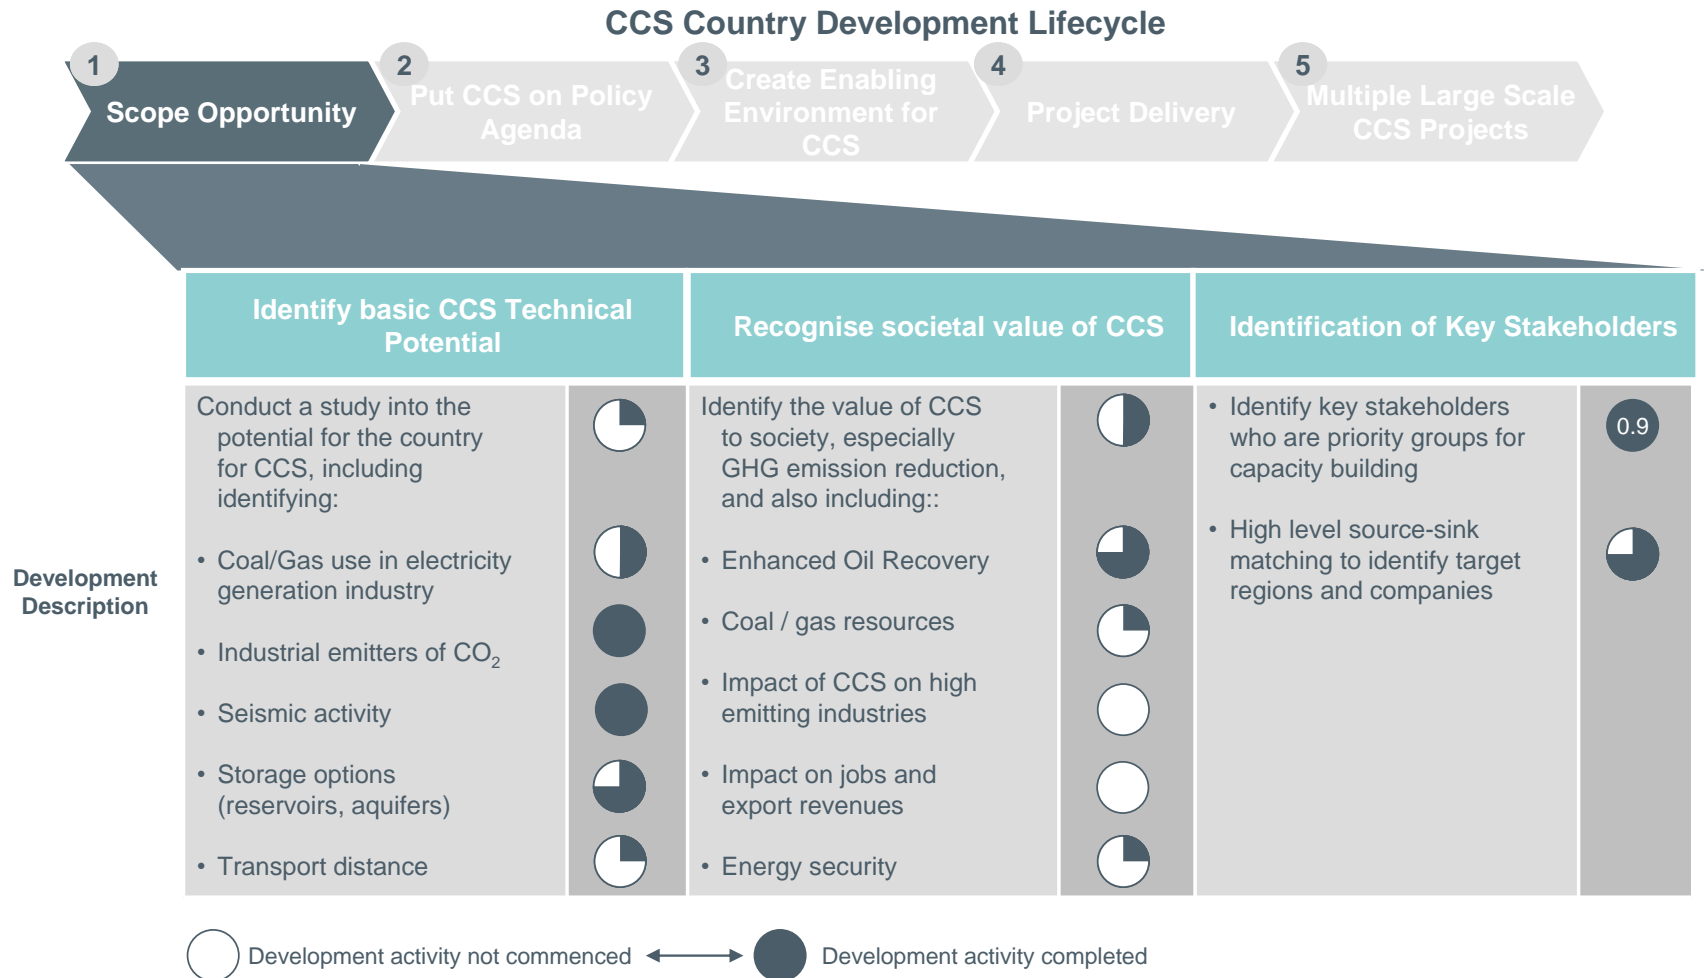 CCS Country Development Lifecycle
1
Scope Opportunity
2
Put CCS on Policy
Agenda
3
Create Enabling
Environment for
CCS
4
Project Delivery
5
Multiple Large Scale
CCS Projects
Development
Description
Identify basic CCS Technical
Potential
Conduct a study into the
potential for the country
for CCS, including
identifying:
• Coal/Gas use in electricity
generation industry
• Industrial emitters of CO₂
• Seismic activity
• Storage options
(reservoirs, aquifers)
• Transport distance
Recognise societal value of CCS
Identify the value of CCS
to society, especially
GHG emission reduction,
and also including::
• Enhanced Oil Recovery
• Coal / gas resources
• Impact of CCS on high
emitting industries
• Impact on jobs and
export revenues
• Energy security
Identification of Key Stakeholders
• Identify key stakeholders
who are priority groups for
capacity building
0.9
• High level source-sink
matching to identify target
regions and companies
Development activity not commenced
Development activity completed